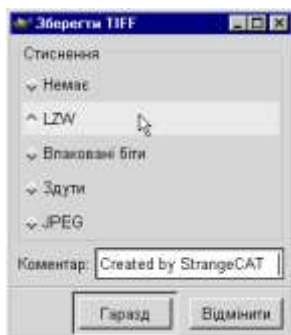 Зберегти TIFF
Стиснення
Немає
LZW
Впаковані біти
Здути
JPEG
Коментар: Created by StrangeCAT
Гаразд Відмінити